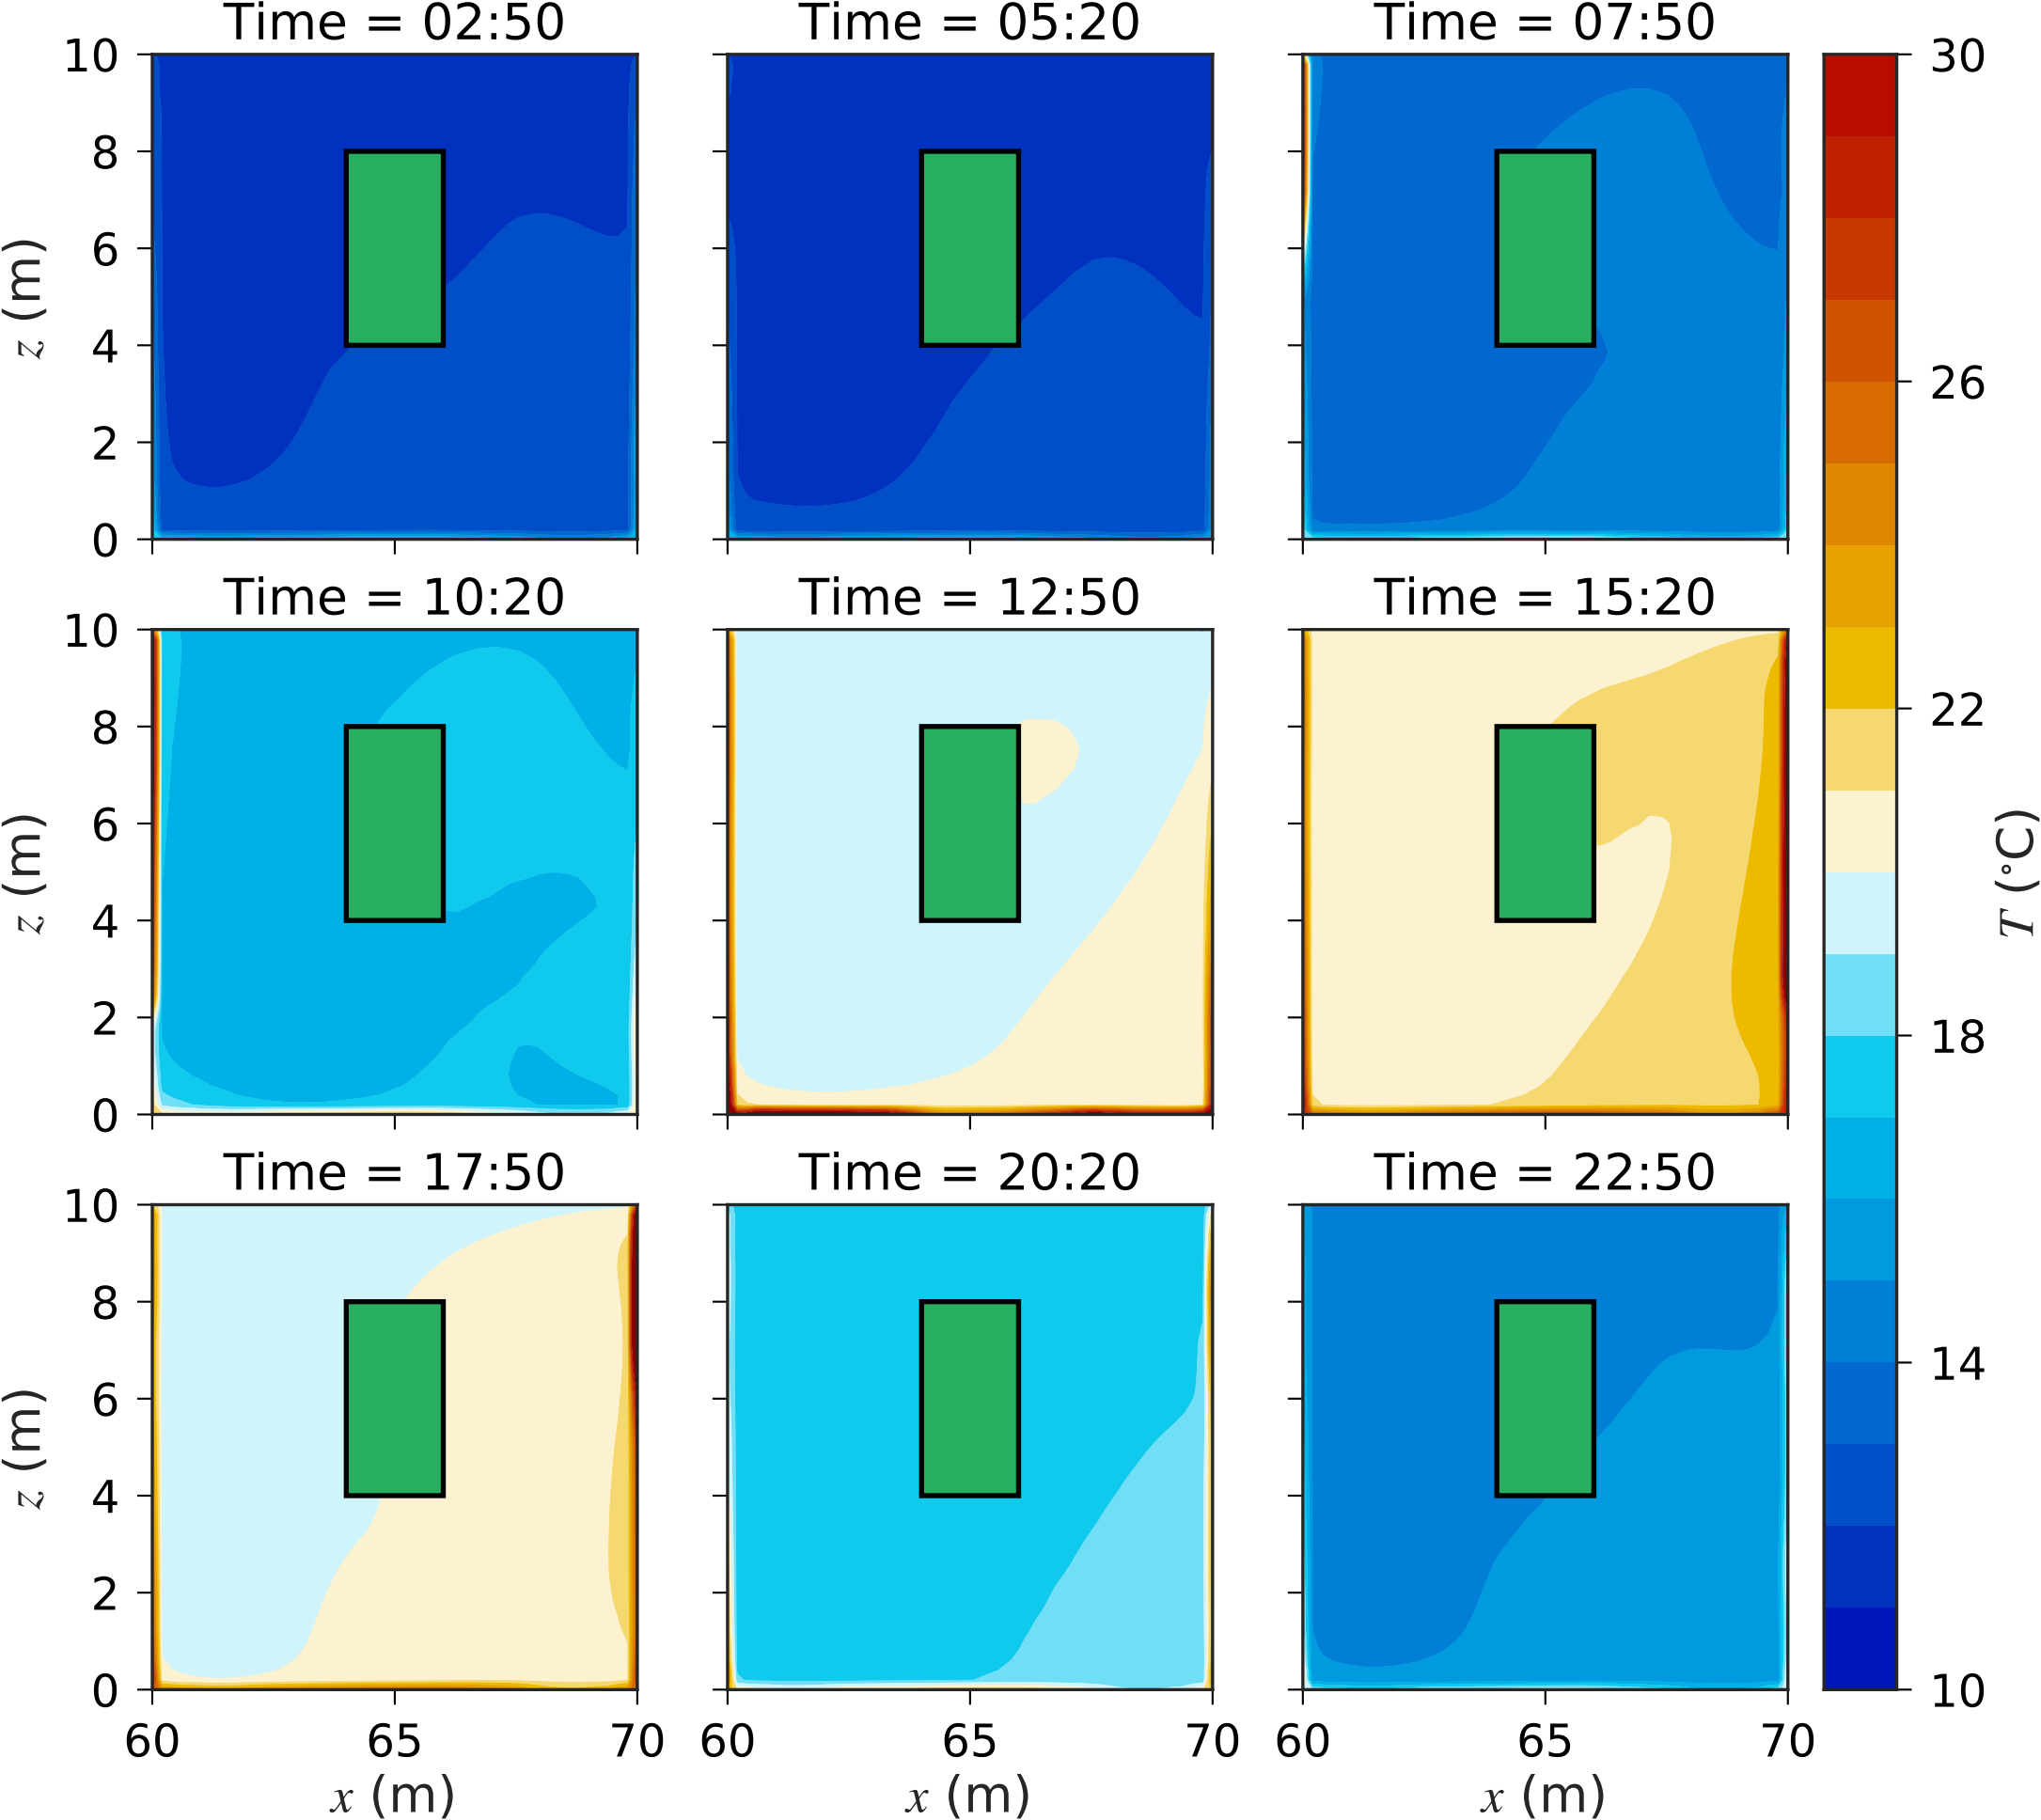 Time = 02:50
Time = 05:20
Time = 07:50
10
8
6
4
2
0
z (m)
30
26
22
18
14
10
T (°C)
Time = 10:20
Time = 12:50
Time = 15:20
10
8
6
4
2
0
z (m)
Time = 17:50
Time = 20:20
Time = 22:50
10
8
6
4
2
0
z (m)
60 65 70 60 65 70 60 65 70
x (m) x (m) x (m)